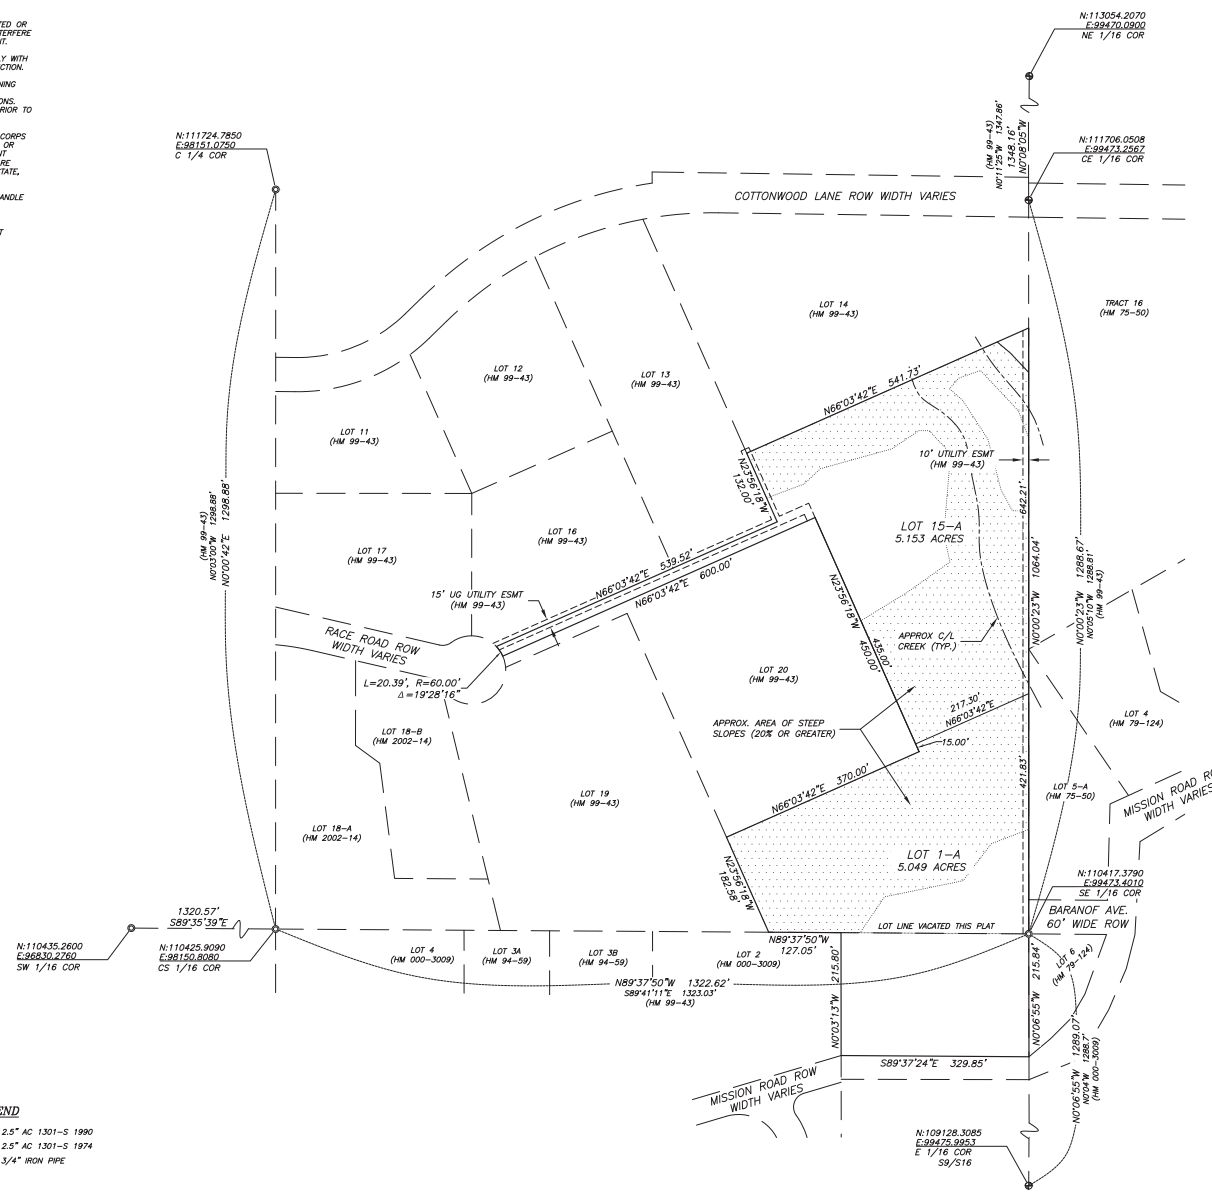 TED OR
TERFERE
IT.
Y WITH
CTION.
NING
ONS.
RIOR TO
CORPS
OR
NT
ARE
STATE,
ANDLE
T
N:113054.2070
E:99470.0900
NE 1/16 COR
N:111724.7850
E:98151.0750
C 1/4 COR
(HM 99-43)
N0°11'25"W 1347.86'
1348.16'
N0°08'05"W
N:111706.0508
E:99473.2567
CE 1/16 COR
COTTONWOOD LANE ROW WIDTH VARIES
LOT 14
(HM 99-43)
TRACT 16
(HM 75-50)
LOT 12
(HM 99-43)
LOT 13
(HM 99-43)
N66°03'42"E 541.73'
LOT 11
(HM 99-43)
10' UTILITY ESMT
(HM 99-43)
N23°56'18"W
132.00'
642.21'
(HM 99-43)
N0°03'00"W 1298.88'
N0°00'42"E 1298.88'
LOT 15-A
5.153 ACRES
LOT 17
(HM 99-43)
LOT 16
(HM 99-43)
N66°03'42"E 539.52'
N66°03'42"E 600.00'
15' UG UTILITY ESMT
(HM 99-43)
N0°00'23"W 1064.04'
N0°00'23"W 1288.67'
N0°05'10"W 1288.81'
(HM 99-43)
N23°56'18"W
435.00'
450.00'
RACE ROAD ROW
WIDTH VARIES
APPROX C/L
CREEK (TYP.)
LOT 20
(HM 99-43)
L=20.39', R=60.00'
Δ=19°28'16"
217.30'
N66°03'42"E
15.00'
LOT 4
(HM 79-124)
LOT 18-B
(HM 2002-14)
APPROX. AREA OF STEEP
SLOPES (20% OR GREATER)
N66°03'42"E 370.00'
421.83'
LOT 5-A
(HM 75-50)
MISSION ROAD RO
WIDTH VARIES
LOT 19
(HM 99-43)
LOT 18-A
(HM 2002-14)
LOT 1-A
5.049 ACRES
N23°56'18"W
182.58'
N:110417.3790
E:99473.4010
SE 1/16 COR
BARANOF AVE.
60' WIDE ROW
1320.57'
S89°35'39"E
LOT LINE VACATED THIS PLAT
N89°37'50"W
127.05'
N:110435.2600
E:96830.2760
SW 1/16 COR
N:110425.9090
E:98150.8080
CS 1/16 COR
LOT 4
(HM 000-3009)
LOT 3A
(HM 94-59)
LOT 3B
(HM 94-59)
LOT 2
(HM 000-3009)
LOT 6
(HM 79-124)
N89°37'50"W 1322.62'
S89°41'11"E 1323.03'
(HM 99-43)
N0°03'13"W 215.80'
N0°06'55"W 215.84'
S89°37'24"E 329.85'
N0°06'55"W 1289.07'
N0°04'W 1288.7'
(HM 000-3009)
MISSION ROAD ROW
WIDTH VARIES
END
2.5" AC 1301-S 1990
2.5" AC 1301-S 1974
3/4" IRON PIPE
N:109128.3085
E:99475.9953
E 1/16 COR
S9/S16